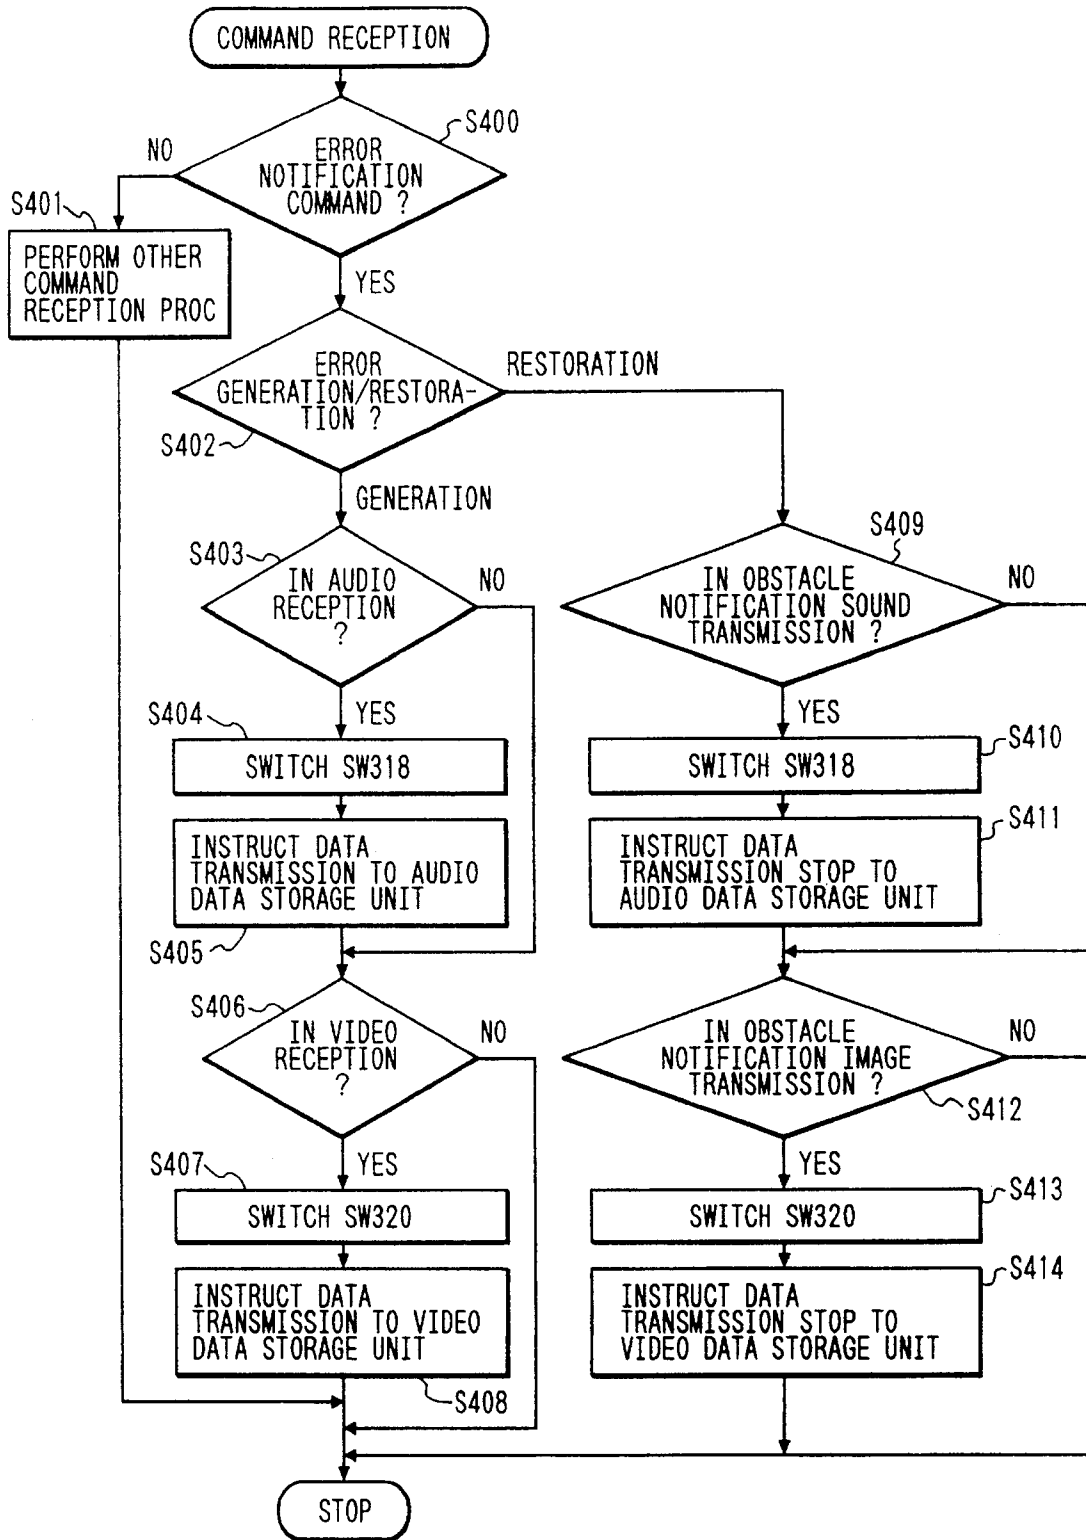 COMMAND RECEPTION
S400
NO
ERROR
NOTIFICATION
COMMAND ?
S401
PERFORM OTHER
COMMAND
RECEPTION PROC
YES
ERROR
GENERATION/RESTORA-
TION ?
RESTORATION
S402
GENERATION
S403
IN AUDIO
RECEPTION
?
NO
S409
IN OBSTACLE
NOTIFICATION SOUND
TRANSMISSION ?
NO
YES
S404
SWITCH SW318
YES
S410
SWITCH SW318
INSTRUCT DATA
TRANSMISSION TO AUDIO
DATA STORAGE UNIT
S405
S411
INSTRUCT DATA
TRANSMISSION STOP TO
AUDIO DATA STORAGE UNIT
S406
IN VIDEO
RECEPTION
?
NO
IN OBSTACLE
NOTIFICATION IMAGE
TRANSMISSION ?
NO
S412
YES
S407
SWITCH SW320
YES
S413
SWITCH SW320
INSTRUCT DATA
TRANSMISSION TO VIDEO
DATA STORAGE UNIT
S408
S414
INSTRUCT DATA
TRANSMISSION STOP TO
VIDEO DATA STORAGE UNIT
STOP